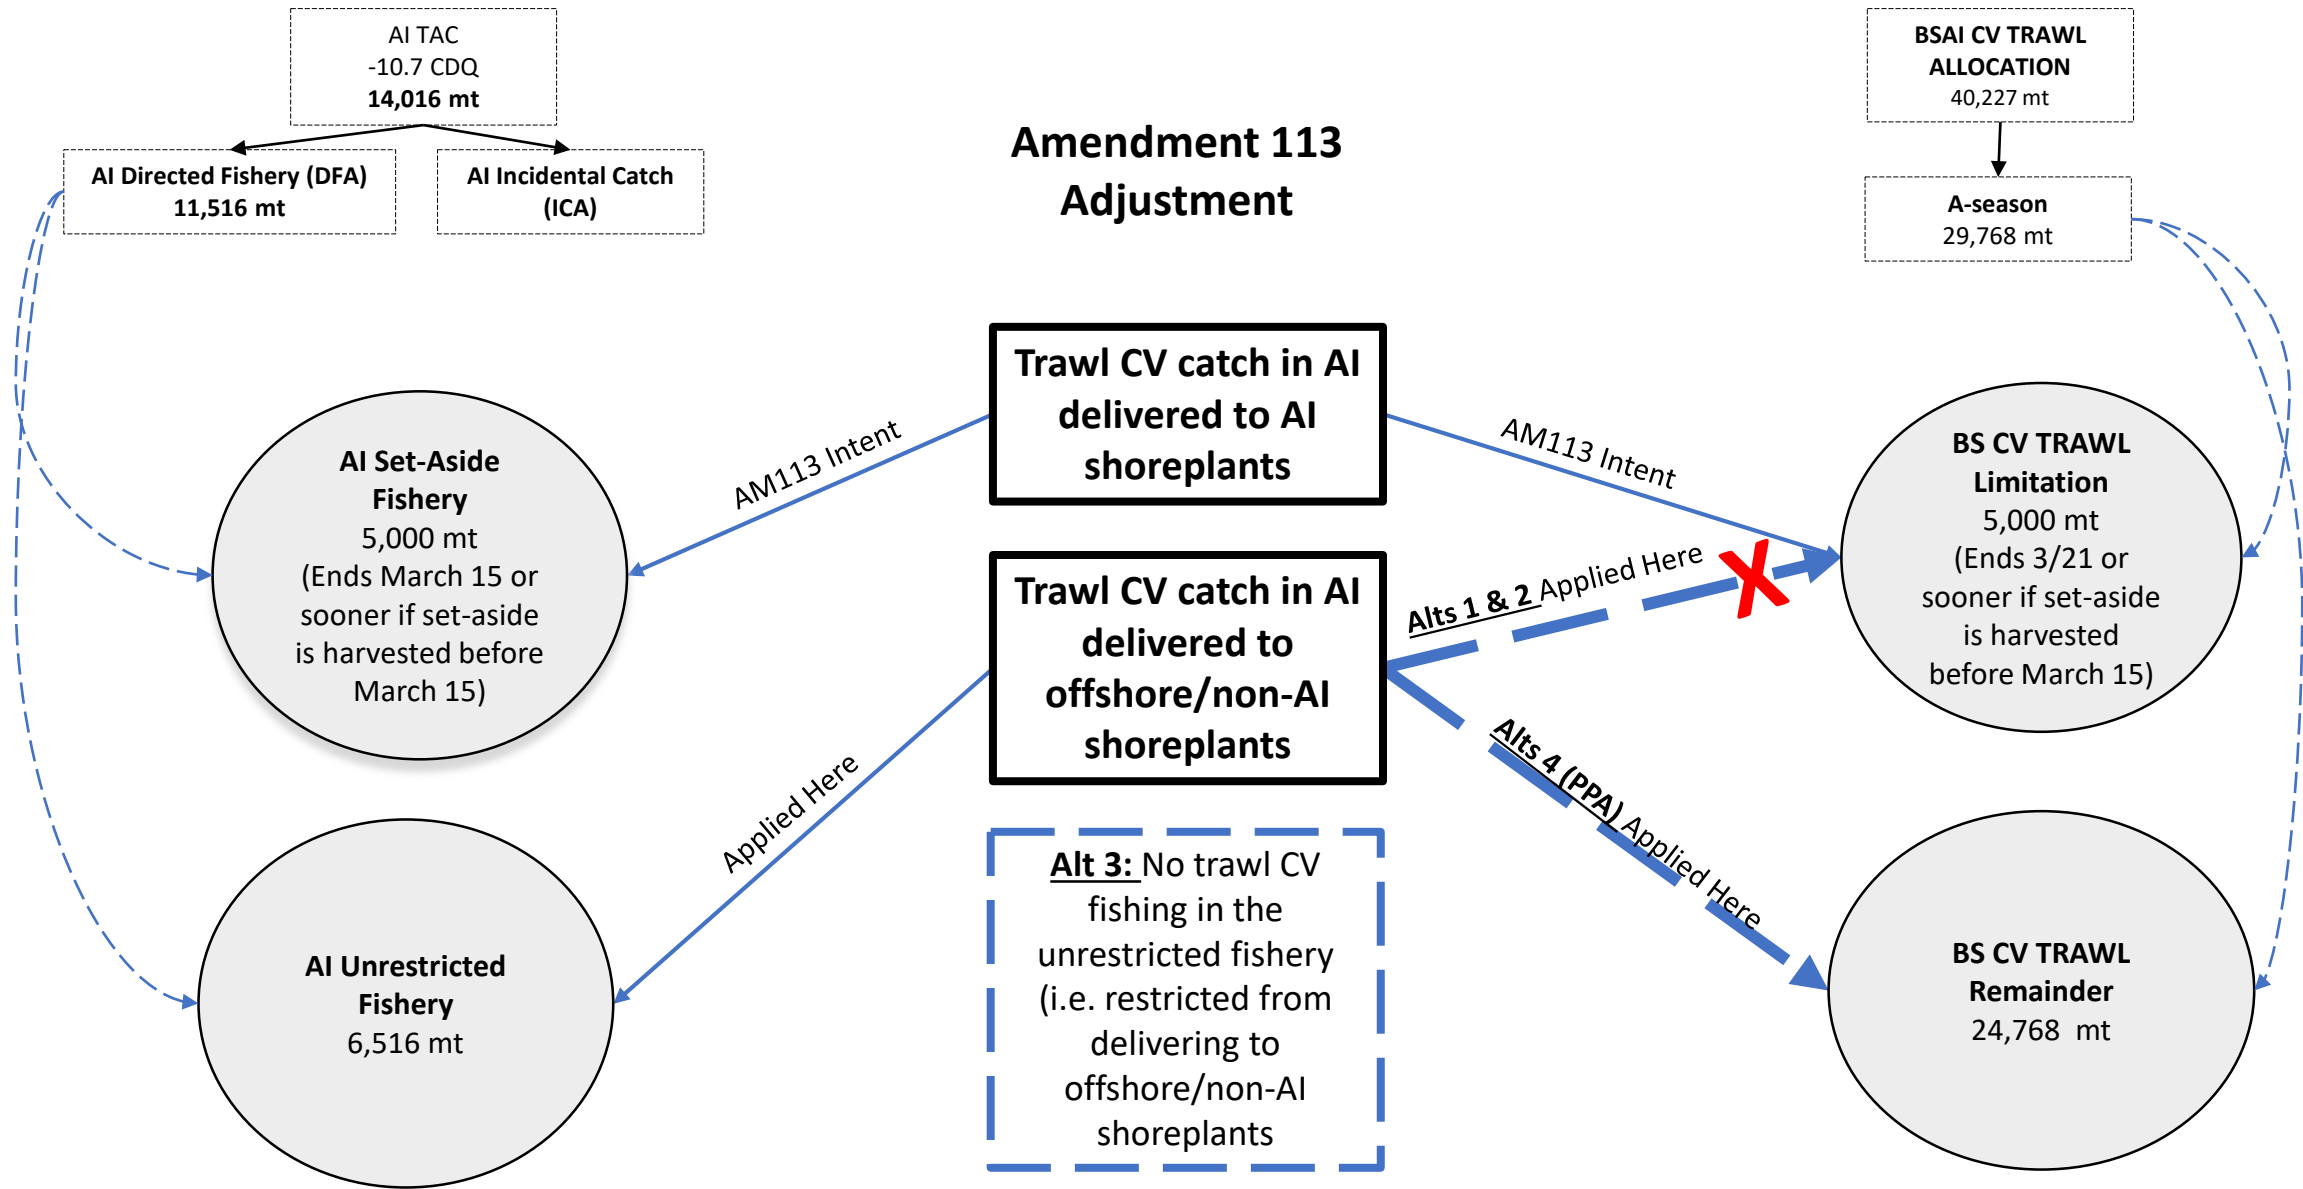 AI TAC
-10.7 CDQ
14,016 mt
AI Directed Fishery (DFA)
11,516 mt
AI Incidental Catch
(ICA)
Amendment 113
Adjustment
BSAI CV TRAWL
ALLOCATION
40,227 mt
A-season
29,768 mt
Trawl CV catch in AI
delivered to AI
shoreplants
AM113 Intent
AM113 Intent
AI Set-Aside
Fishery
5,000 mt
(Ends March 15 or
sooner if set-aside
is harvested before
March 15)
BS CV TRAWL
Limitation
5,000 mt
(Ends 3/21 or
sooner if set-aside
is harvested
before March 15)
Trawl CV catch in AI
delivered to
offshore/non-AI
shoreplants
Alts 1 & 2 Applied Here
X
Applied Here
Alts 4 (PPA) Applied Here
AI Unrestricted
Fishery
6,516 mt
Alt 3: No trawl CV
fishing in the
unrestricted fishery
(i.e. restricted from
delivering to
offshore/non-AI
shoreplants
BS CV TRAWL
Remainder
24,768 mt